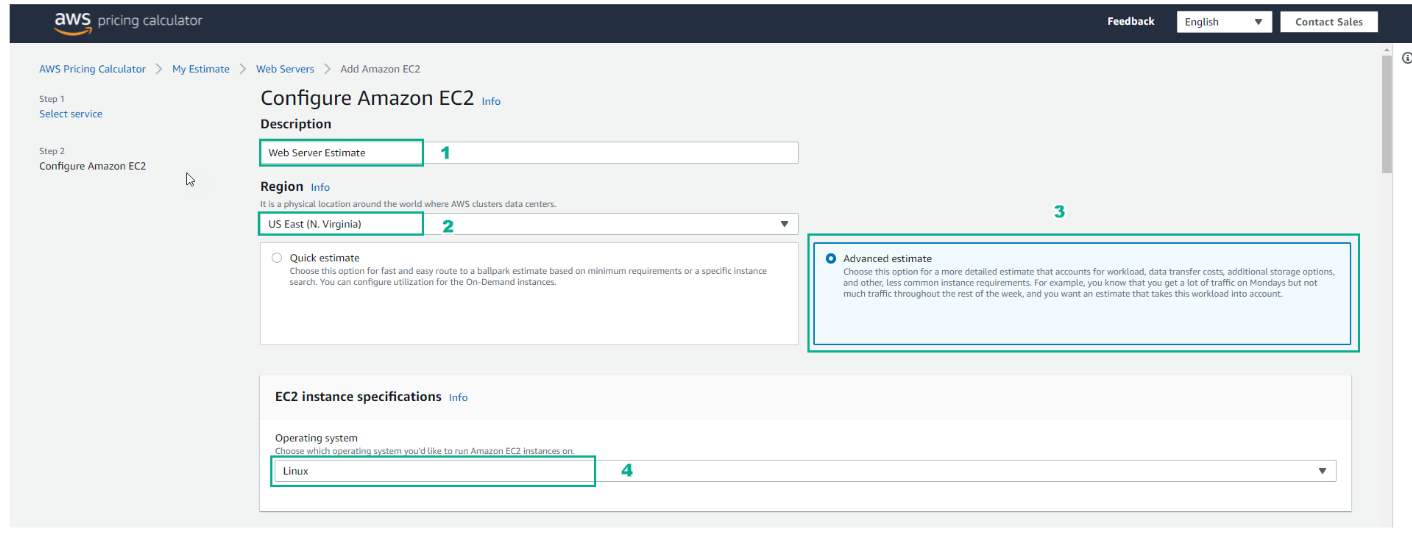 aws pricing calculator
Feedback
English
Contact Sales
AWS Pricing Calculator > My Estimate > Web Servers > Add Amazon EC2
Step 1
Select service
Step 2
Configure Amazon EC2
Configure Amazon EC2 Info
Description
Web Server Estimate
1
Region Info
It is a physical location around the world where AWS clusters data centers.
US East (N. Virginia)
2
3
Quick estimate
Choose this option for fast and easy route to a ballpark estimate based on minimum requirements or a specific instance
search. You can configure utilization for the On-Demand instances.
Advanced estimate
Choose this option for a more detailed estimate that accounts for workload, data transfer costs, additional storage options,
and other, less common instance requirements. For example, you know that you get a lot of traffic on Mondays but not
much traffic throughout the rest of the week, and you want an estimate that takes this workload into account.
EC2 instance specifications Info
Operating system
Choose which operating system you'd like to run Amazon EC2 instances on.
Linux
4